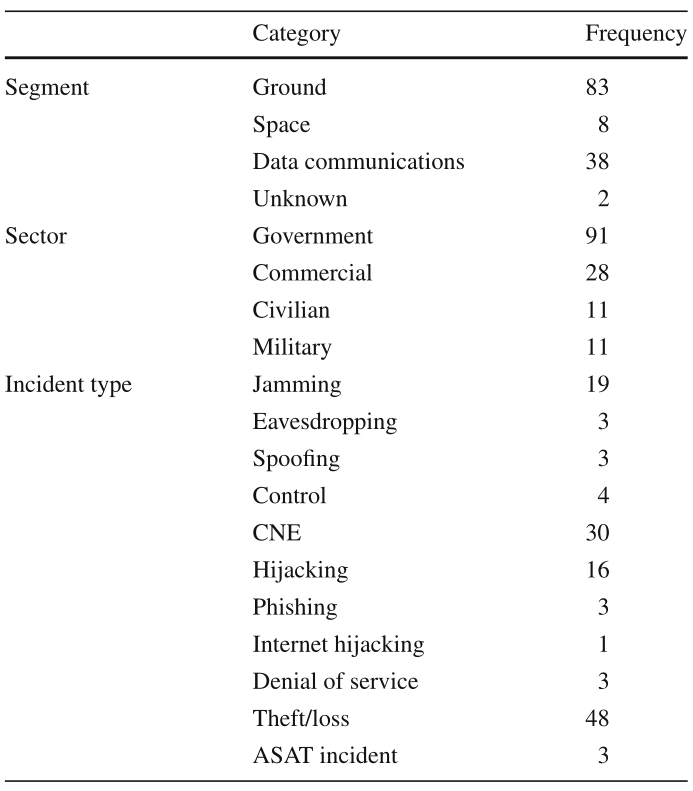 Category Frequency
Segment Ground 83
Space 8
Data communications 38
Unknown 2
Sector Government 91
Commercial 28
Civilian 11
Military 11
Incident type Jamming 19
Eavesdropping 3
Spoofing 3
Control 4
CNE 30
Hijacking 16
Phishing 3
Internet hijacking 1
Denial of service 3
Theft/loss 48
ASAT incident 3